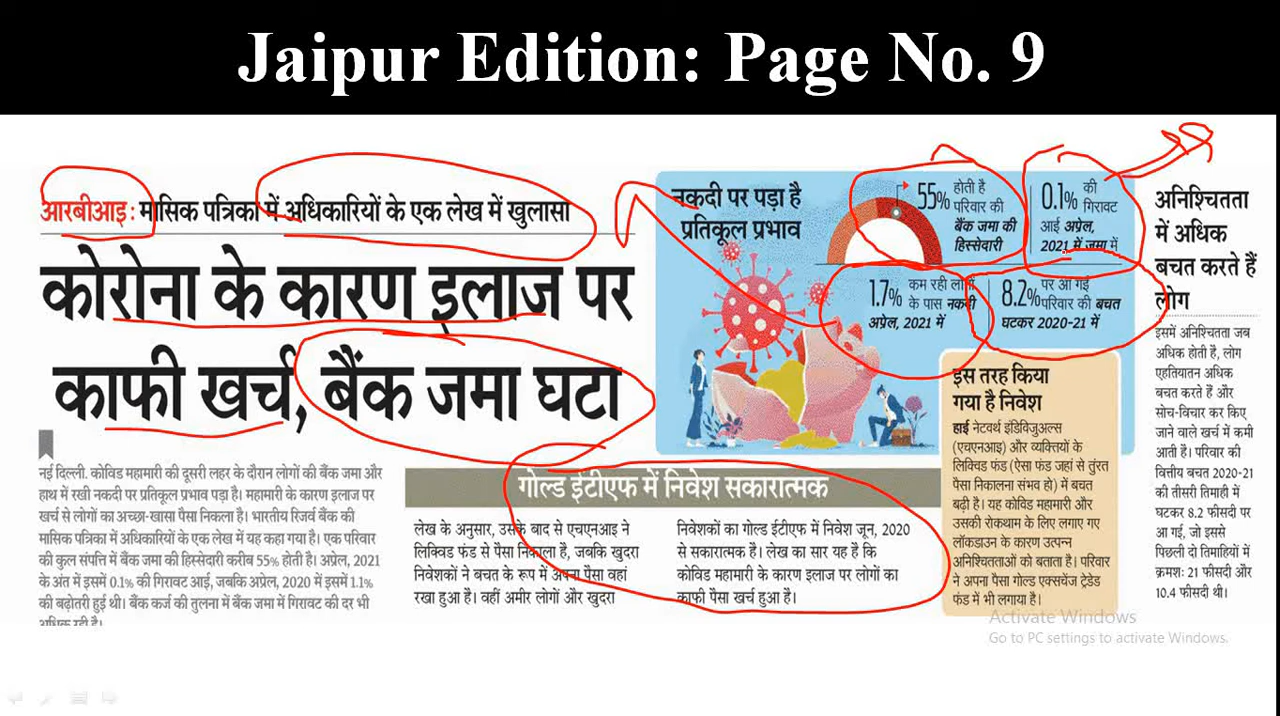 Jaipur Edition: Page No. 9
आरबीआइ: मासिक पत्रिका में अधिकारियों के एक लेख में खुलासा
कोरोना के कारण इलाज पर
काफी खर्च, बैंक जमा घटा
नई दिल्ली. कोविड महामारी की दूसरी लहर के दौरान लोगों की बैंक जमा और
हाथ में रखी नकदी पर प्रतिकूल प्रभाव पड़ा है। महामारी के कारण इलाज पर
खर्च से लोगों का अच्छा-खासा पैसा निकला है। भारतीय रिजर्व बैंक की
मासिक पत्रिका में अधिकारियों के एक लेख में यह कहा गया है। एक परिवार
की कुल संपत्ति में बैंक जमा की हिस्सेदारी करीब 55% होती है। अप्रेल, 2021
के अंत में इसमें 0.1% की गिरावट आई, जबकि अप्रेल, 2020 में इसमें 1.1%
की बढ़ोतरी हुई थी। बैंक कर्ज की तुलना में बैंक जमा में गिरावट की दर भी
अधिक रही है।
गोल्ड ईटीएफ में निवेश सकारात्मक
लेख के अनुसार, उसके बाद से एचएनआइ ने
लिक्विड फंड से पैसा निकाला है, जबकि खुदरा
निवेशकों ने बचत के रूप में अपना पैसा वहां
रखा हुआ है। वहीं अमीर लोगों और खुदरा
निवेशकों का गोल्ड ईटीएफ में निवेश जून, 2020
से सकारात्मक है। लेख का सार यह है कि
कोविड महामारी के कारण इलाज पर लोगों का
काफी पैसा खर्च हुआ है।
नकदी पर पड़ा है
प्रतिकूल प्रभाव
55% होती है
परिवार की
बैंक जमा की
हिस्सेदारी
0.1% की
गिरावट
आई अप्रेल,
2021 में जमा में
1.7% कम रही लोगों
के पास नकदी
अप्रेल, 2021 में
8.2% पर आ गई
परिवार की बचत
घटकर 2020-21 में
इस तरह किया
गया है निवेश
हाई नेटवर्थ इंडिविजुअल्स
(एचएनआइ) और व्यक्तियों के
लिक्विड फंड (ऐसा फंड जहां से तुंरत
पैसा निकालना संभव हो) में बचत
बढ़ी है। यह कोविड महामारी और
उसकी रोकथाम के लिए लगाए गए
लॉकडाउन के कारण उत्पन्न
अनिश्चितताओं को बताता है। परिवार
ने अपना पैसा गोल्ड एक्सचेंज ट्रेडेड
फंड में भी लगाया है।
अनिश्चितता
में अधिक
बचत करते हैं
लोग
इसमें अनिश्चितता जब
अधिक होती है, लोग
एहतियातन अधिक
बचत करते हैं और
सोच-विचार कर किए
जाने वाले खर्च में कमी
आती है। परिवार की
वित्तीय बचत 2020-21
की तीसरी तिमाही में
घटकर 8.2 फीसदी पर
आ गई, जो इससे
पिछली दो तिमाहियों में
क्रमश: 21 फीसदी और
10.4 फीसदी थी।
Activate Windows
Go to PC settings to activate Windows.